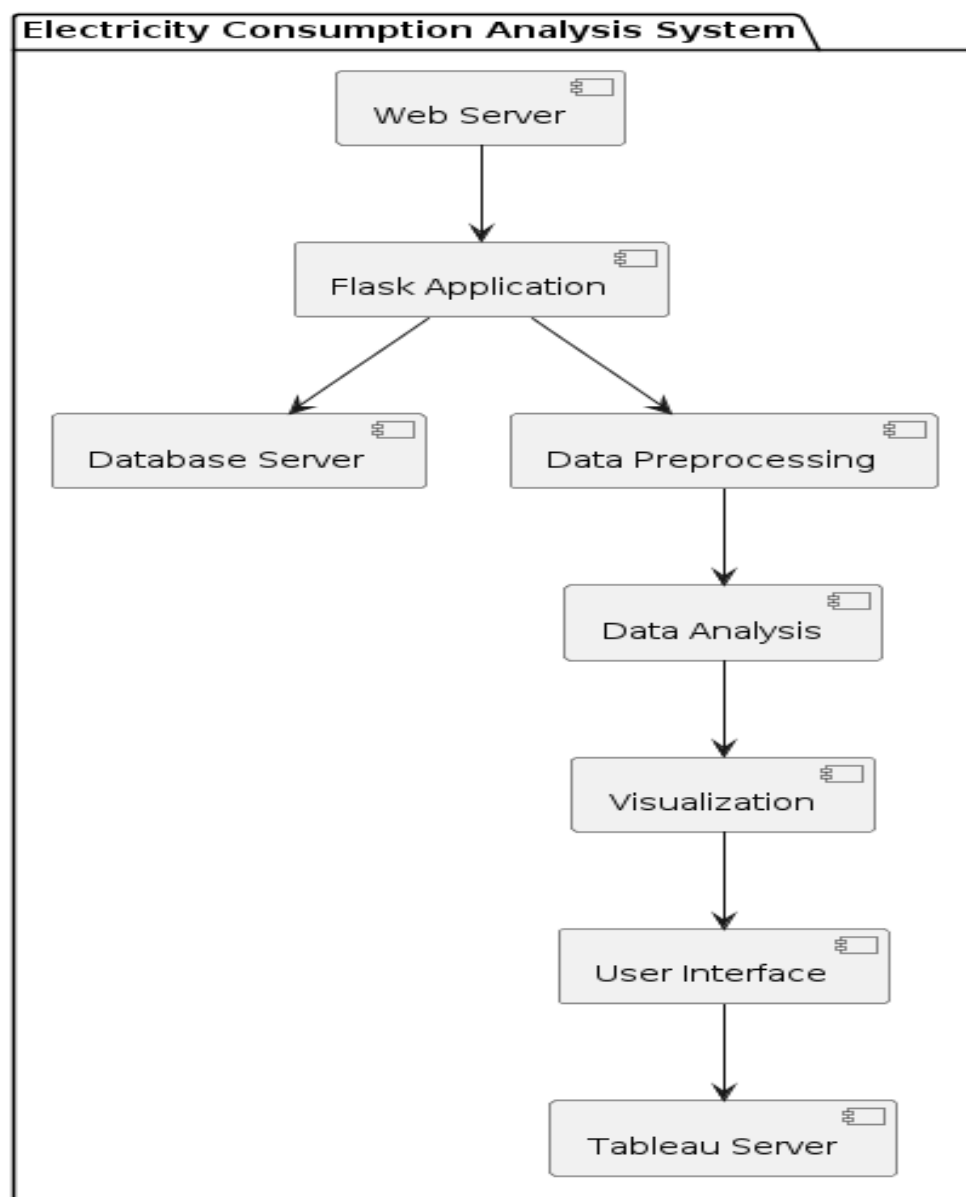 Electricity Consumption Analysis System
Web Server
Flask Application
Database Server
Data Preprocessing
Data Analysis
Visualization
User Interface
Tableau Server